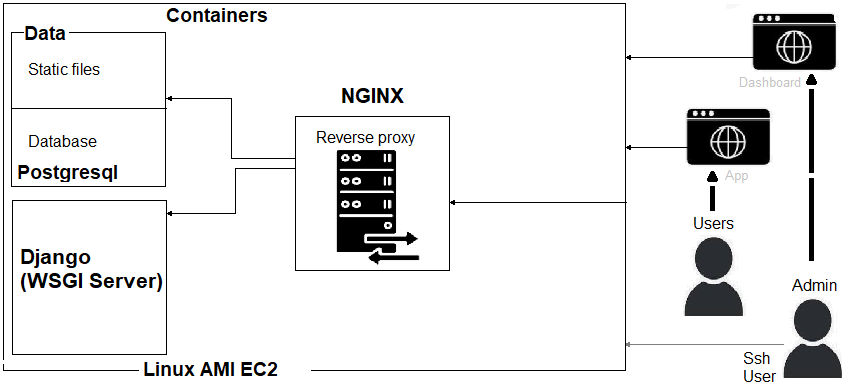 Containers
Data
Static files
Database
Postgresql
Django
(WSGI Server)
NGINX
Reverse proxy
Linux AMI EC2
Dashboard
App
Users
Admin
Ssh
User